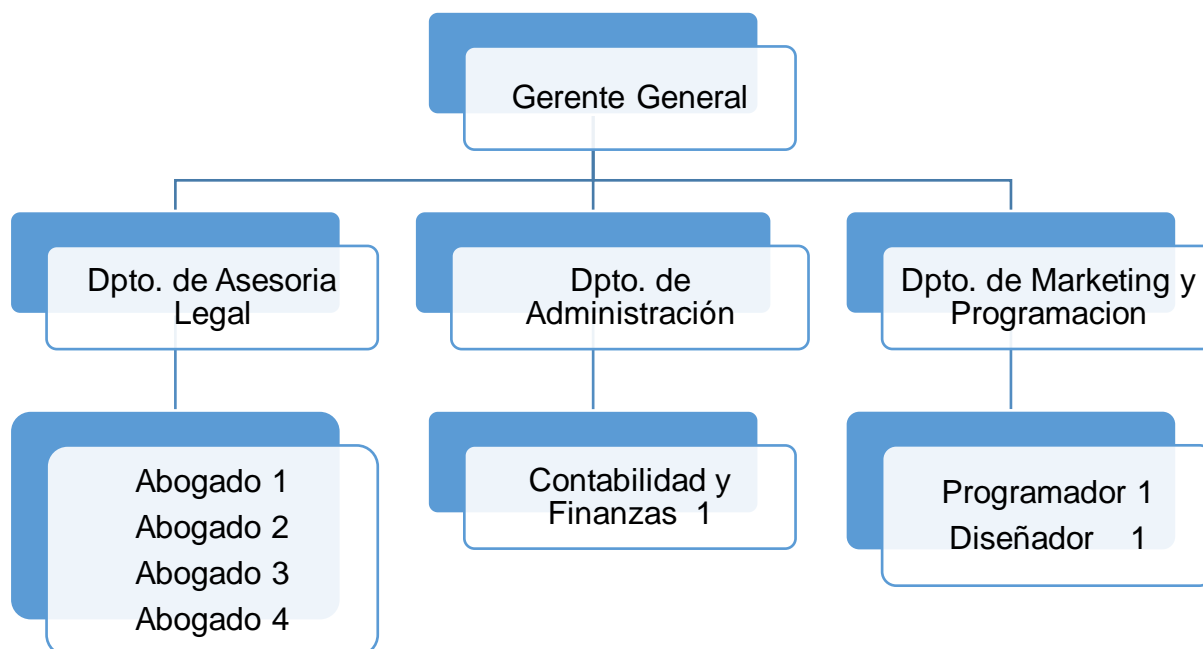 Gerente General
Dpto. de Asesoria
Legal
Dpto. de
Administración
Dpto. de Marketing y
Programacion
Abogado 1
Abogado 2
Abogado 3
Abogado 4
Contabilidad y
Finanzas 1
Programador 1
Diseñador 1